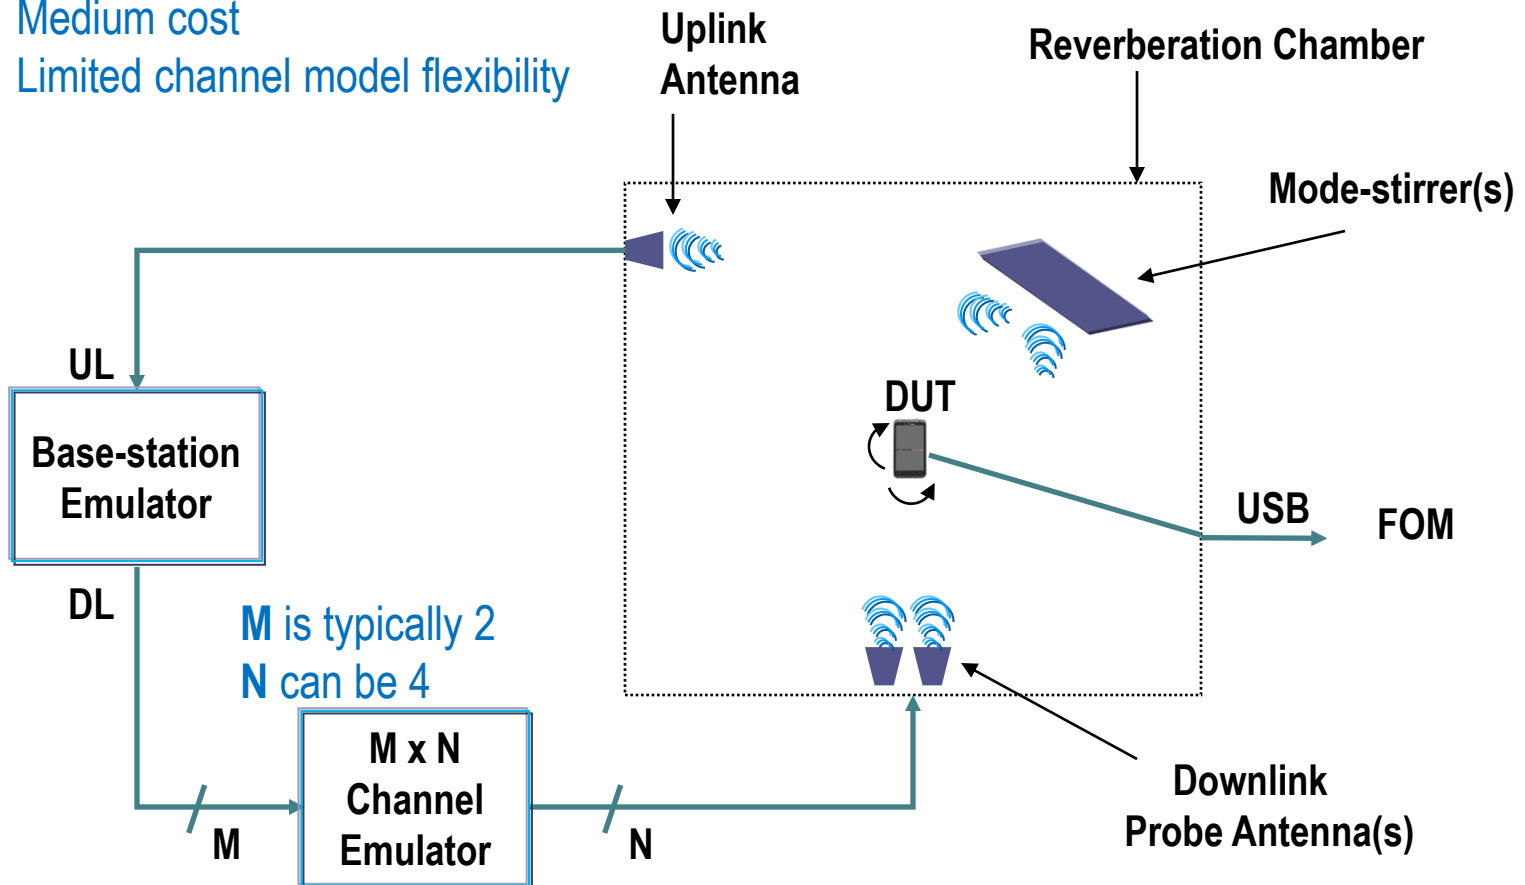 Medium cost
Limited channel model flexibility
Uplink
Antenna
Reverberation Chamber
Mode-stirrer(s)
UL
Base-station
Emulator
DUT
USB
FOM
DL
M is typically 2
N can be 4
M x N
Channel
Emulator
M
N
Downlink
Probe Antenna(s)